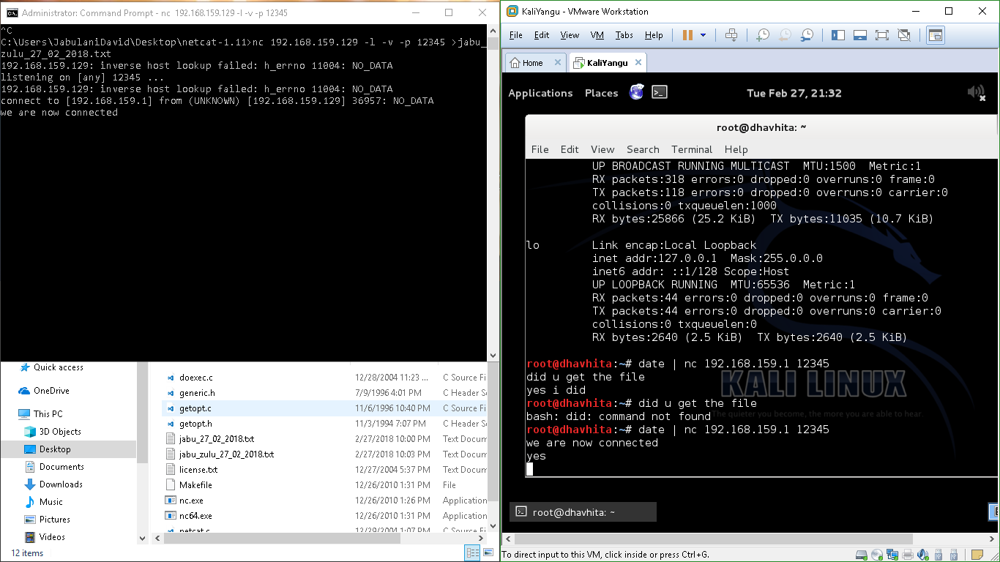 Administrator: Command Prompt - nc 192.168.159.129 -l -v -p 12345
^C
C:\Users\JabulaniDavid\Desktop\netcat-1.11>nc 192.168.159.129 -l -v -p 12345 >jabu_
zulu_27_02_2018.txt
192.168.159.129: inverse host lookup failed: h_errno 11004: NO_DATA
listening on [any] 12345 ...
192.168.159.129: inverse host lookup failed: h_errno 11004: NO_DATA
connect to [192.168.159.1] from (UNKNOWN) [192.168.159.129] 36957: NO_DATA
we are now connected
Quick access
OneDrive
This PC
3D Objects
Desktop
Documents
Downloads
Music
Pictures
Videos
doexec.c 12/28/2004 11:23 ... C Source Fi
generic.h 7/9/1996 4:01 PM C Header S
getopt.c 11/6/1996 10:40 PM C Source Fi
getopt.h 11/3/1994 7:07 PM C Header S
jabu_27_02_2018.txt 2/27/2018 10:00 PM Text Docum
jabu_zulu_27_02_2018.txt 2/27/2018 10:03 PM Text Docum
license.txt 12/27/2004 5:37 PM Text Docum
Makefile 12/26/2010 1:31 PM File
nc.exe 12/26/2010 1:26 PM Application
nc64.exe 12/26/2010 1:31 PM Application
netcat.c 12/29/2004 1:07 PM C Source Fi
12 items
KaliYangu - VMware Workstation
File Edit View VM Tabs Help
Home KaliYangu
Applications Places Tue Feb 27, 21:32
root@dhavhita: ~
File Edit View Search Terminal Help
UP BROADCAST RUNNING MULTICAST MTU:1500 Metric:1
RX packets:318 errors:0 dropped:0 overruns:0 frame:0
TX packets:118 errors:0 dropped:0 overruns:0 carrier:0
collisions:0 txqueuelen:1000
RX bytes:25866 (25.2 KiB) TX bytes:11035 (10.7 KiB)
lo Link encap:Local Loopback
inet addr:127.0.0.1 Mask:255.0.0.0
inet6 addr: ::1/128 Scope:Host
UP LOOPBACK RUNNING MTU:65536 Metric:1
RX packets:44 errors:0 dropped:0 overruns:0 frame:0
TX packets:44 errors:0 dropped:0 overruns:0 carrier:0
collisions:0 txqueuelen:0
RX bytes:2640 (2.5 KiB) TX bytes:2640 (2.5 KiB)
root@dhavhita:~# date | nc 192.168.159.1 12345
did u get the file
yes i did
root@dhavhita:~# did u get the file
bash: did: command not found
root@dhavhita:~# date | nc 192.168.159.1 12345
we are now connected
yes
KALI LINUX
The quieter you become, the more you are able to hear.
root@dhavhita: ~
To direct input to this VM, click inside or press Ctrl+G.